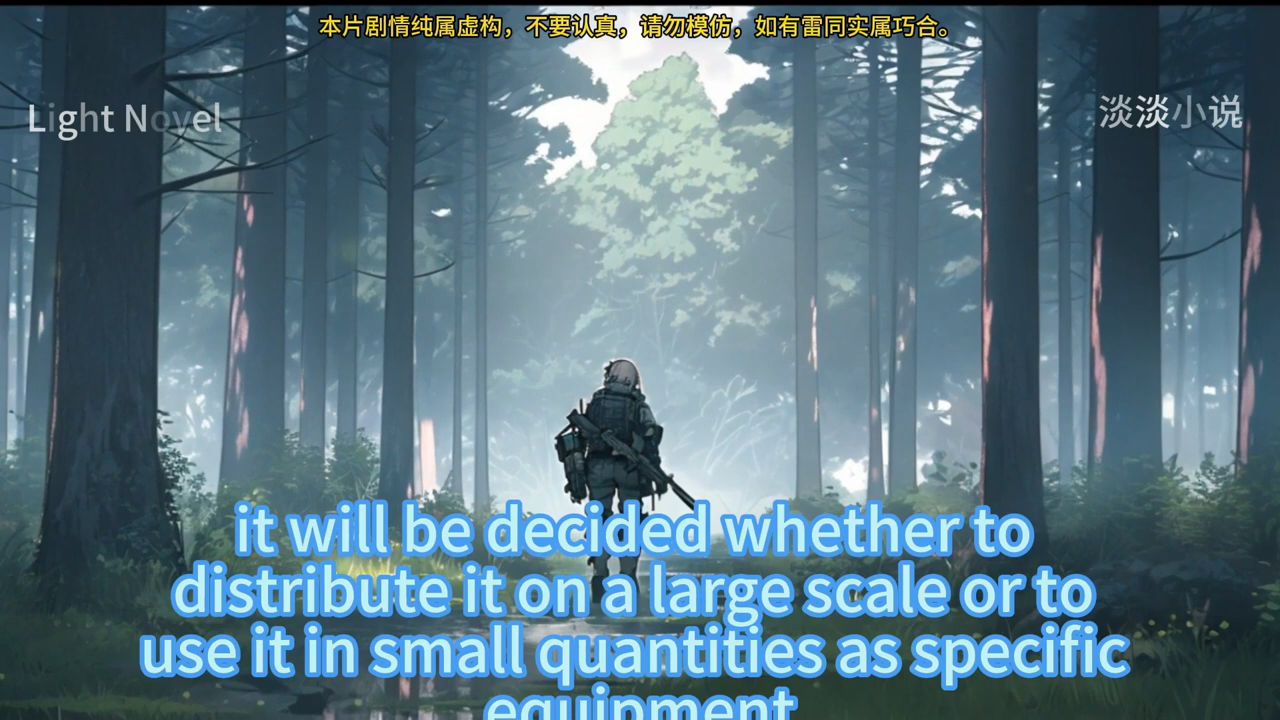 本片剧情纯属虚构，不要认真，请勿模仿，如有雷同实属巧合。
Light Novel
淡淡小说
it will be decided whether to
distribute it on a large scale or to
use it in small quantities as specific
equipment